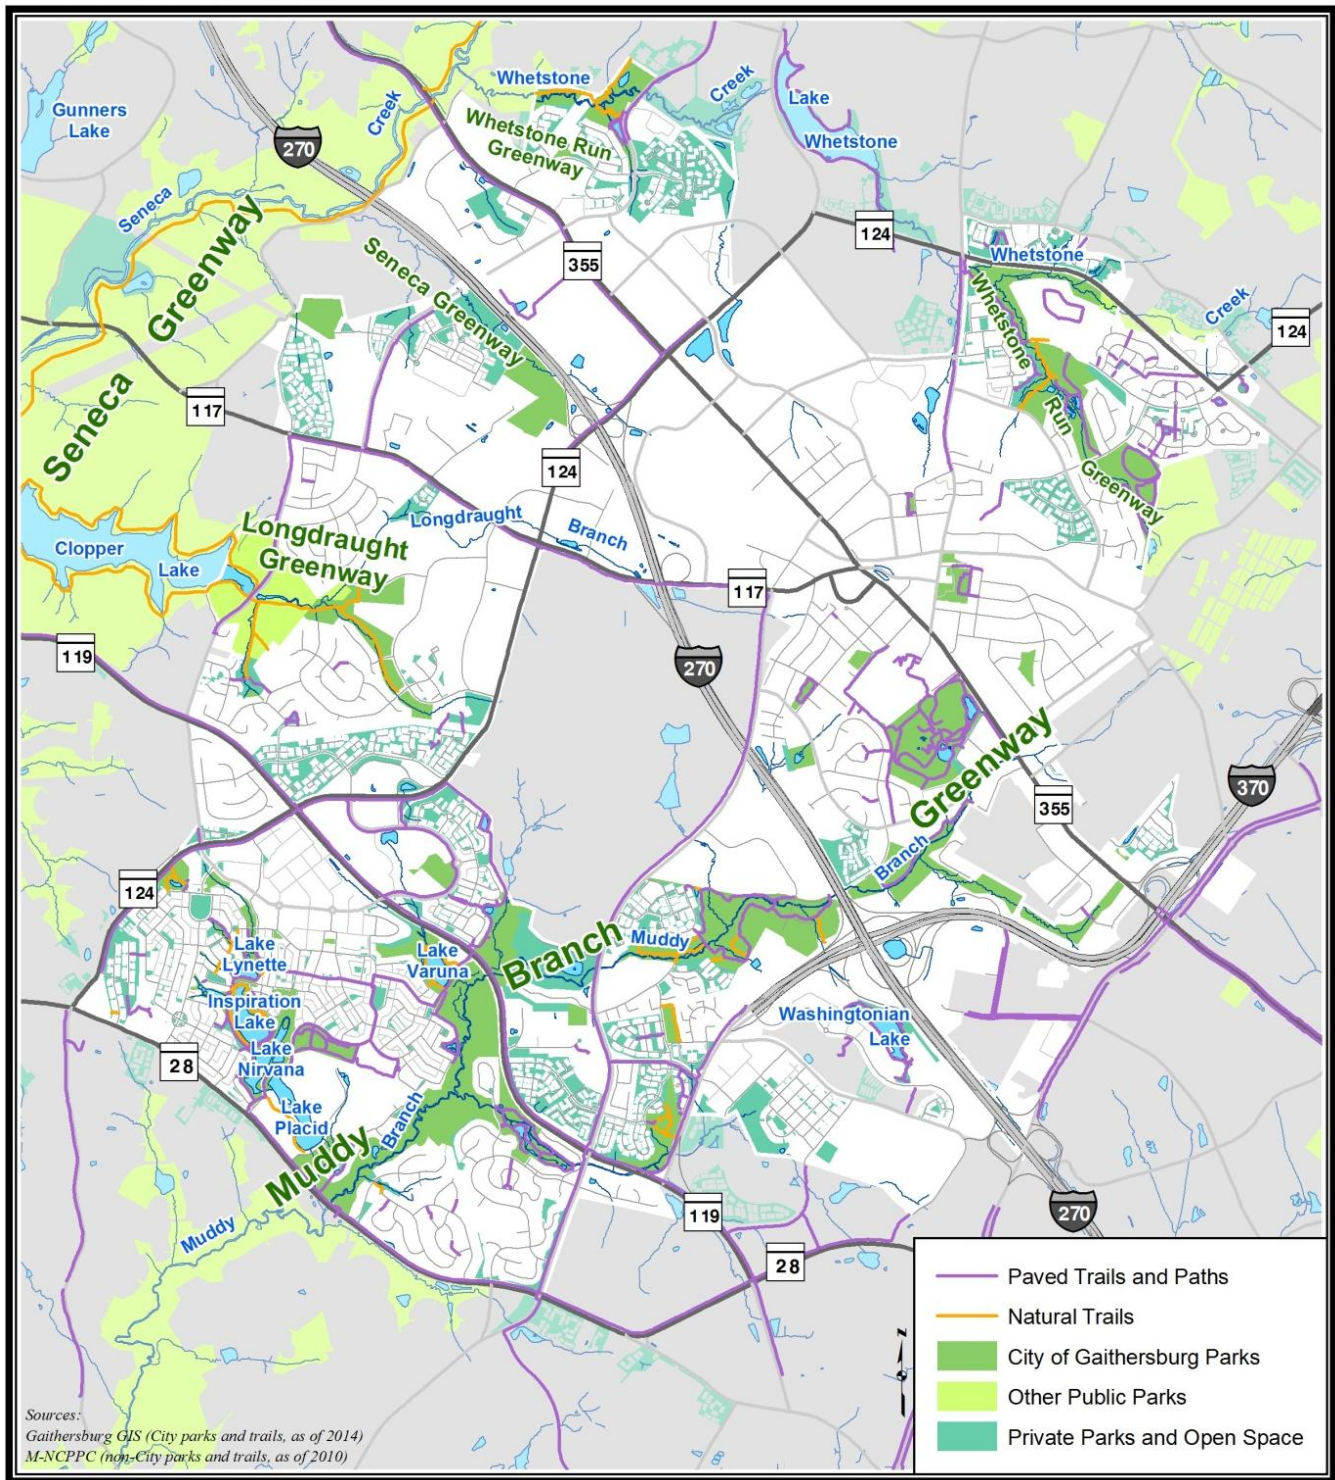 Gunners
Lake
Creek
270
Seneca
Greenway
Seneca
Whetstone
Creek
Whetstone Run
Greenway
Lake
Whetstone
124
355
Seneca Greenway
Whetstone
Creek
124
Whetstone
Run
Greenway
117
124
Longdraught
Branch
Longdraught
Greenway
Clopper
Lake
117
119
270
Greenway
370
355
Branch
124
Lake
Lynette
Lake
Varuna
Branch
Muddy
Inspiration
Lake
Washingtonian
Lake
Lake
Nirvana
28
Lake
Placid
Branch
Muddy
Muddy
119
270
28
Paved Trails and Paths
Natural Trails
City of Gaithersburg Parks
Other Public Parks
Private Parks and Open Space
z
Sources:
Gaithersburg GIS (City parks and trails, as of 2014)
M-NCPPC (non-City parks and trails, as of 2010)